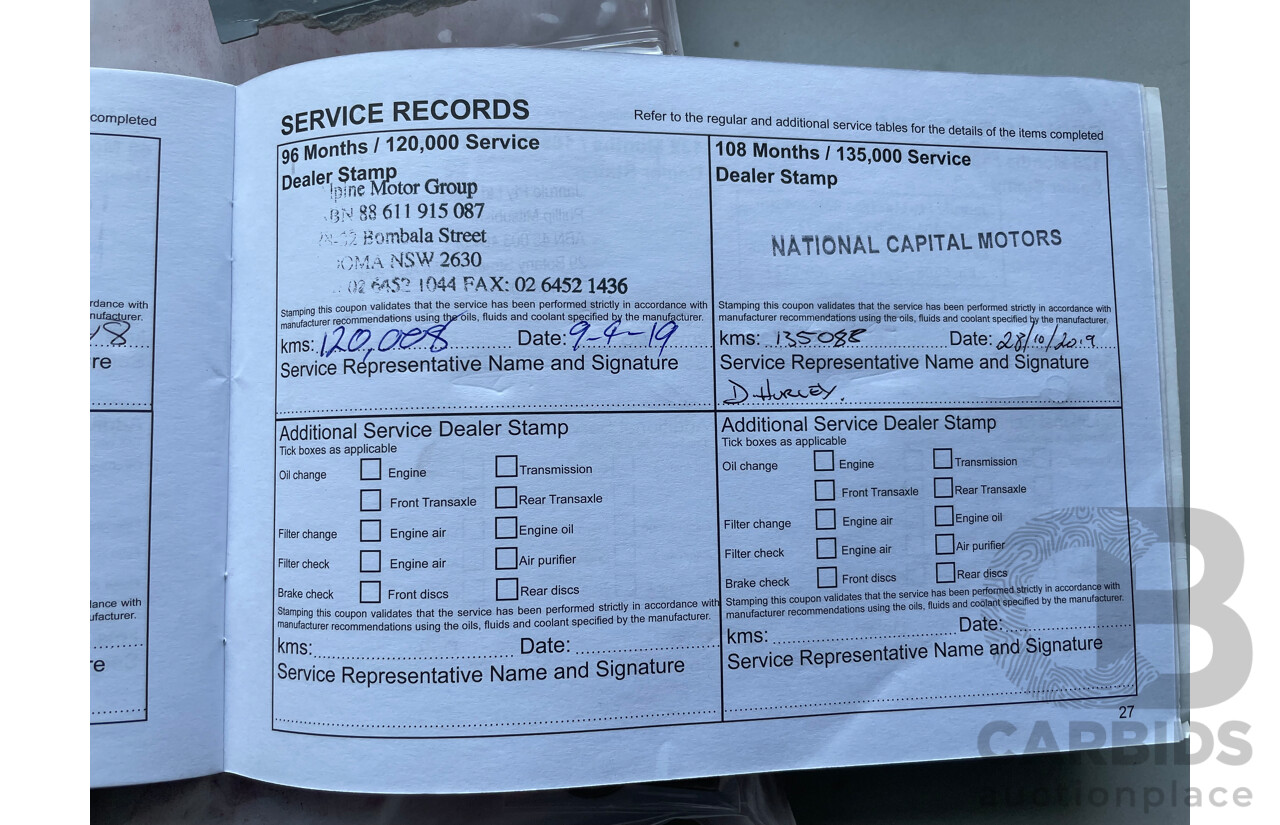 completed
rdance with
nufacturer.
18
re
lance with
ufacturer.
re
SERVICE RECORDS
Refer to the regular and additional service tables for the details of the items completed
96 Months / 120,000 Service
Dealer Stamp
lpine Motor Group
BN 88 611 915 087
Bombala Street
OMA NSW 2630
02 6452 1044 FAX: 02 6452 1436
Stamping this coupon validates that the service has been performed strictly in accordance with
manufacturer recommendations using the oils, fluids and coolant specified by the manufacturer.
kms: 120,008 Date: 9-4-19
Service Representative Name and Signature
108 Months / 135,000 Service
Dealer Stamp
NATIONAL CAPITAL MOTORS
Stamping this coupon validates that the service has been performed strictly in accordance with
manufacturer recommendations using the oils, fluids and coolant specified by the manufacturer.
kms: 135088 Date: 28/10/2019
Service Representative Name and Signature
D HURLEY.
Additional Service Dealer Stamp
Tick boxes as applicable
Oil change Engine Transmission
Front Transaxle Rear Transaxle
Filter change Engine air Engine oil
Filter check Engine air Air purifier
Brake check Front discs Rear discs
Stamping this coupon validates that the service has been performed strictly in accordance with
manufacturer recommendations using the oils, fluids and coolant specified by the manufacturer.
kms: Date:
Service Representative Name and Signature
Additional Service Dealer Stamp
Tick boxes as applicable
Oil change Engine Transmission
Front Transaxle Rear Transaxle
Filter change Engine air Engine oil
Filter check Engine air Air purifier
Brake check Front discs Rear discs
Stamping this coupon validates that the service has been performed strictly in accordance with
manufacturer recommendations using the oils, fluids and coolant specified by the manufacturer.
kms: Date:
Service Representative Name and Signature
27
CARBIDS
auctionplace